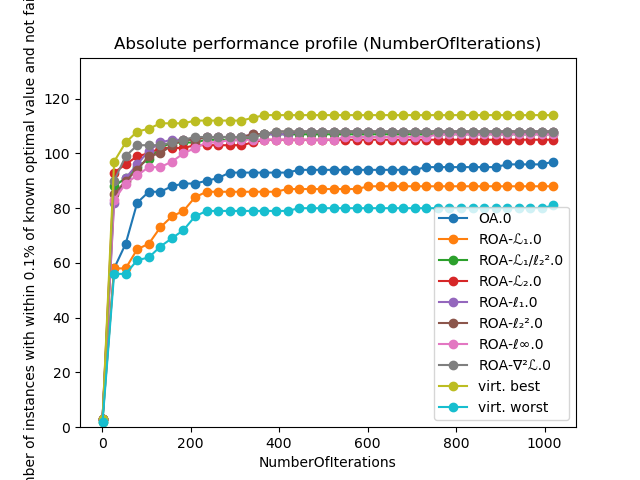 Absolute performance profile (NumberOfIterations)
of instances with within 0.1% of known optimal value and not
120
100
80
60
40
20
0
0 200 400 600 800 1000
NumberOfIterations
OA.0
ROA-ℒ₁.0
ROA-ℒ₁/ℓ₂².0
ROA-ℒ₂.0
ROA-ℓ₁.0
ROA-ℓ₂².0
ROA-ℓ∞.0
ROA-∇²ℒ.0
virt. best
virt. worst